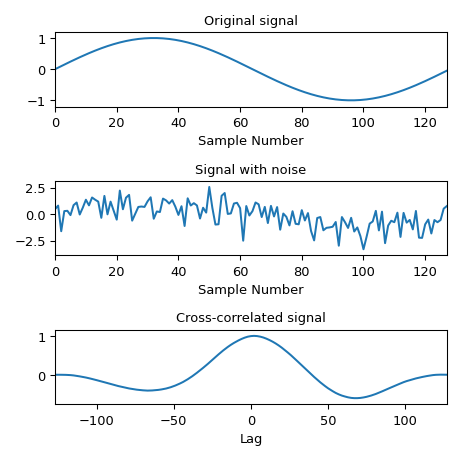 Original signal
1
0
−1
0 20 40 60 80 100 120
Sample Number
Signal with noise
2.5
0.0
−2.5
0 20 40 60 80 100 120
Sample Number
Cross-correlated signal
1
0
−100 −50 0 50 100
Lag